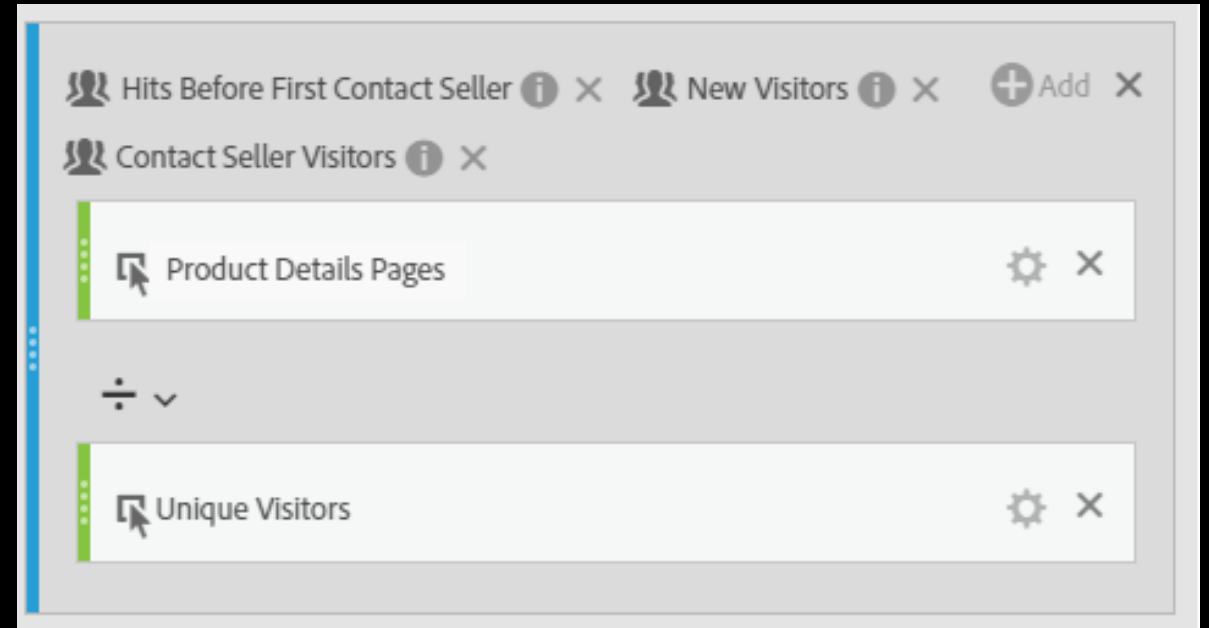 Hits Before First Contact Seller New Visitors Add
Contact Seller Visitors
Product Details Pages
÷
Unique Visitors